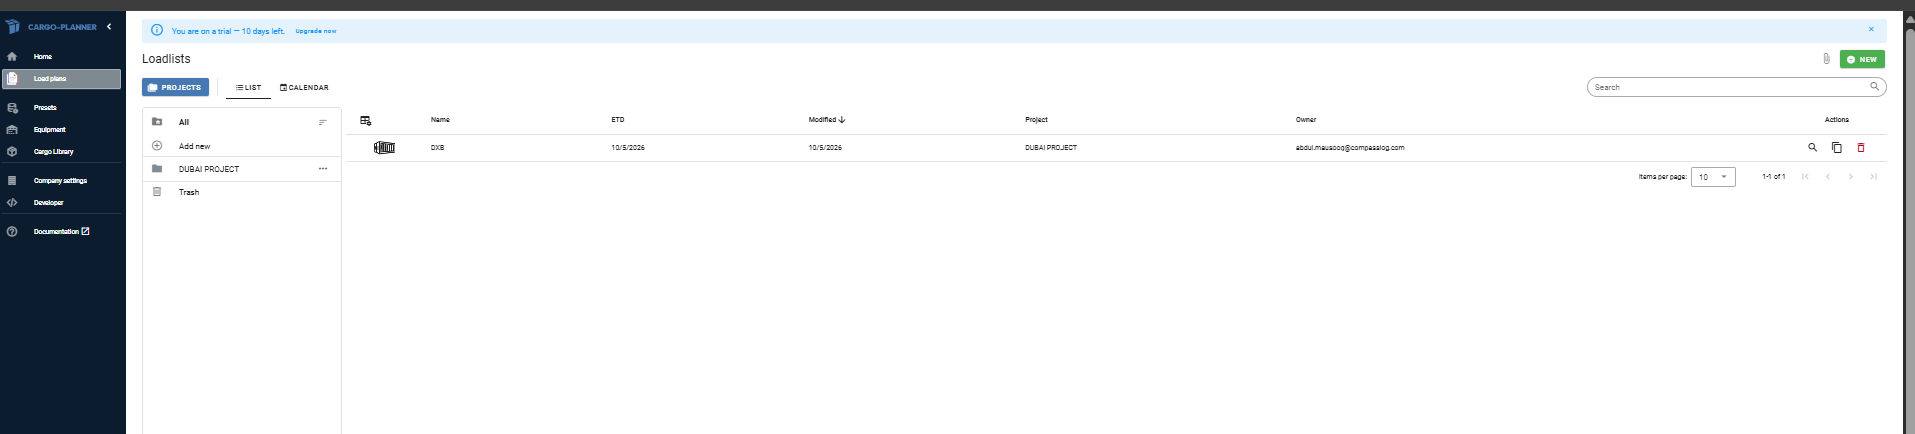 CARGO-PLANNER
Home
Load plans
Presets
Equipment
Cargo Library
Company settings
Developer
Documentation
You are on a trial — 10 days left. Upgrade now
Loadlists
NEW
PROJECTS LIST CALENDAR
Search
All
Add new
DUBAI PROJECT
Trash
Name ETD Modified Project Owner Actions
DXB 10/5/2026 10/5/2026 DUBAI PROJECT abdul.mausooq@compasslog.com
Items per page: 10 1-1 of 1